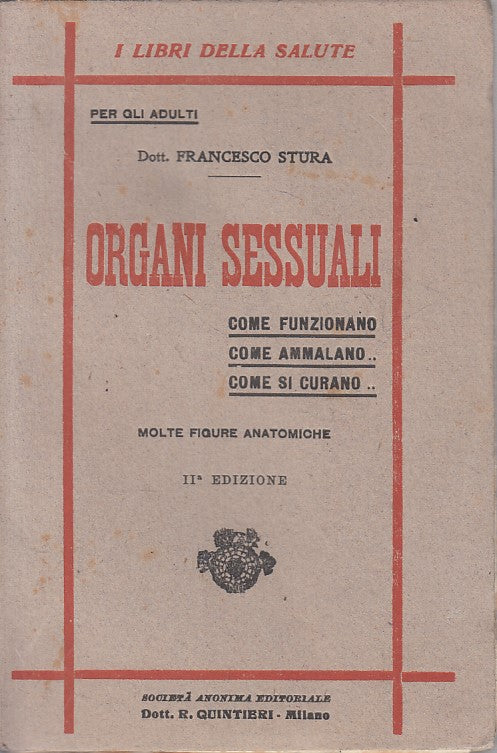 I LIBRI DELLA SALUTE
PER GLI ADULTI
Dott. FRANCESCO STURA
ORGANI SESSUALI
COME FUNZIONANO
COME AMMALANO..
COME SI CURANO..
MOLTE FIGURE ANATOMICHE
IIª EDIZIONE
SOCIETÀ ANONIMA EDITORIALE
Dott. R. QUINTIERI - Milano